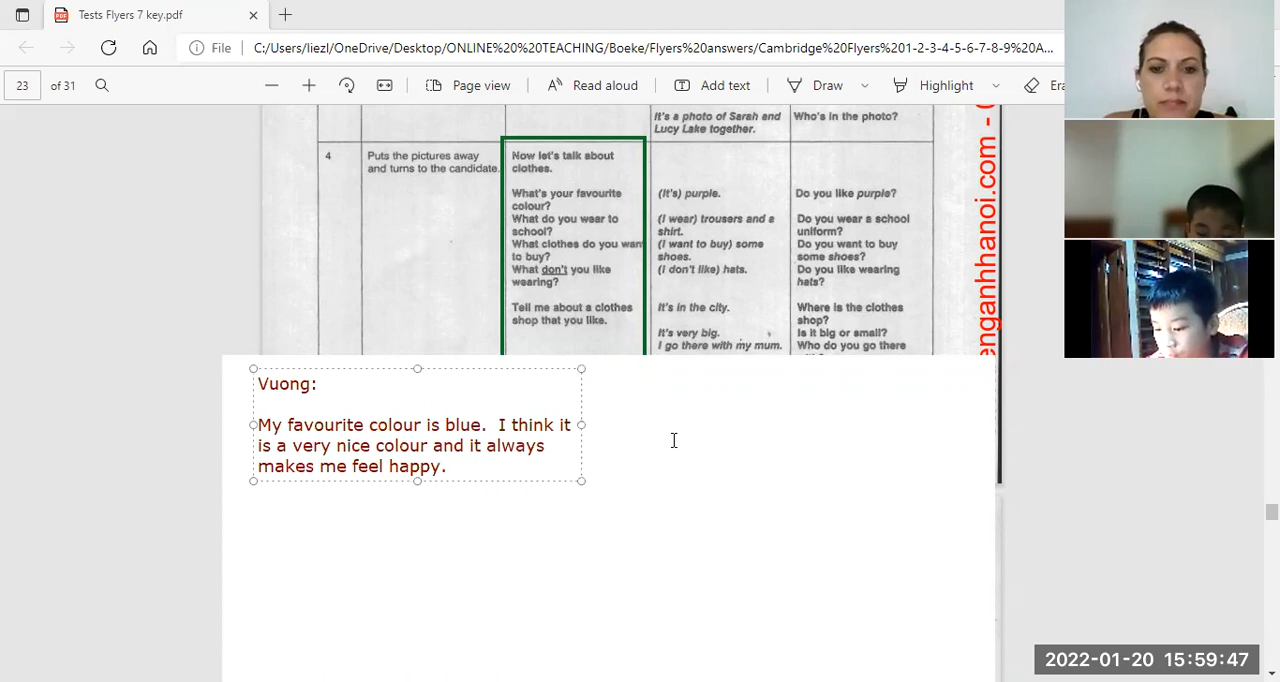 Tests Flyers 7 key.pdf
File
C:/Users/liezl/OneDrive/Desktop/ONLINE%20%20TEACHING/Boeke/Flyers%20answers/Cambridge%20Flyers%201-2-3-4-5-6-7-8-9%20A...
23 of 31
Page view
Read aloud
Add text
Draw
Highlight
Era
It's a photo of Sarah and
Lucy Lake together.
Who's in the photo?
4
Puts the pictures away
and turns to the candidate.
Now let's talk about
clothes.
What's your favourite
colour?
What do you wear to
school?
What clothes do you want
to buy?
What don't you like
wearing?
Tell me about a clothes
shop that you like.
(It's) purple.
(I wear) trousers and a
shirt.
(I want to buy) some
shoes.
(I don't like) hats.
It's in the city.
It's very big.
I go there with my mum.
Do you like purple?
Do you wear a school
uniform?
Do you want to buy
some shoes?
Do you like wearing
hats?
Where is the clothes
shop?
Is it big or small?
Who do you go there
enganhhanoi.com - (
Vuong:
My favourite colour is blue.  I think it
is a very nice colour and it always
makes me feel happy.
2022-01-20 15:59:47